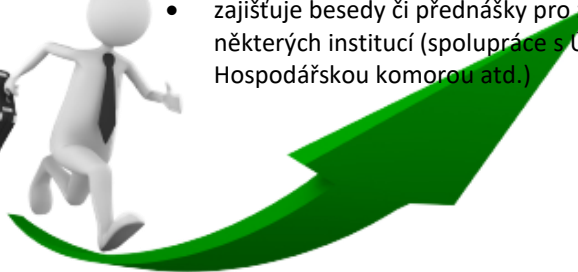 • zajišťuje besedy či přednášky pro
některých institucí (spolupráce s
Hospodářskou komorou atd.)